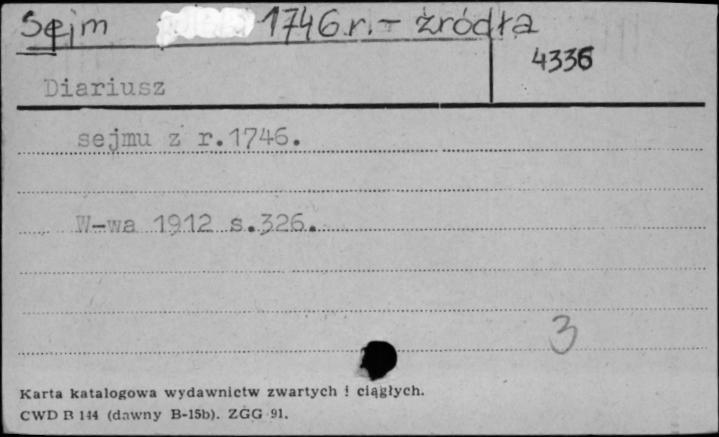 Sejm 1746 r. - źródła
4336
Diariusz
sejmu z r.1746.
W-wa 1912 s.326.
3
Karta katalogowa wydawnictw zwartych i ciągłych.
CWD B 144 (dawny B-15b). ZGG 91.